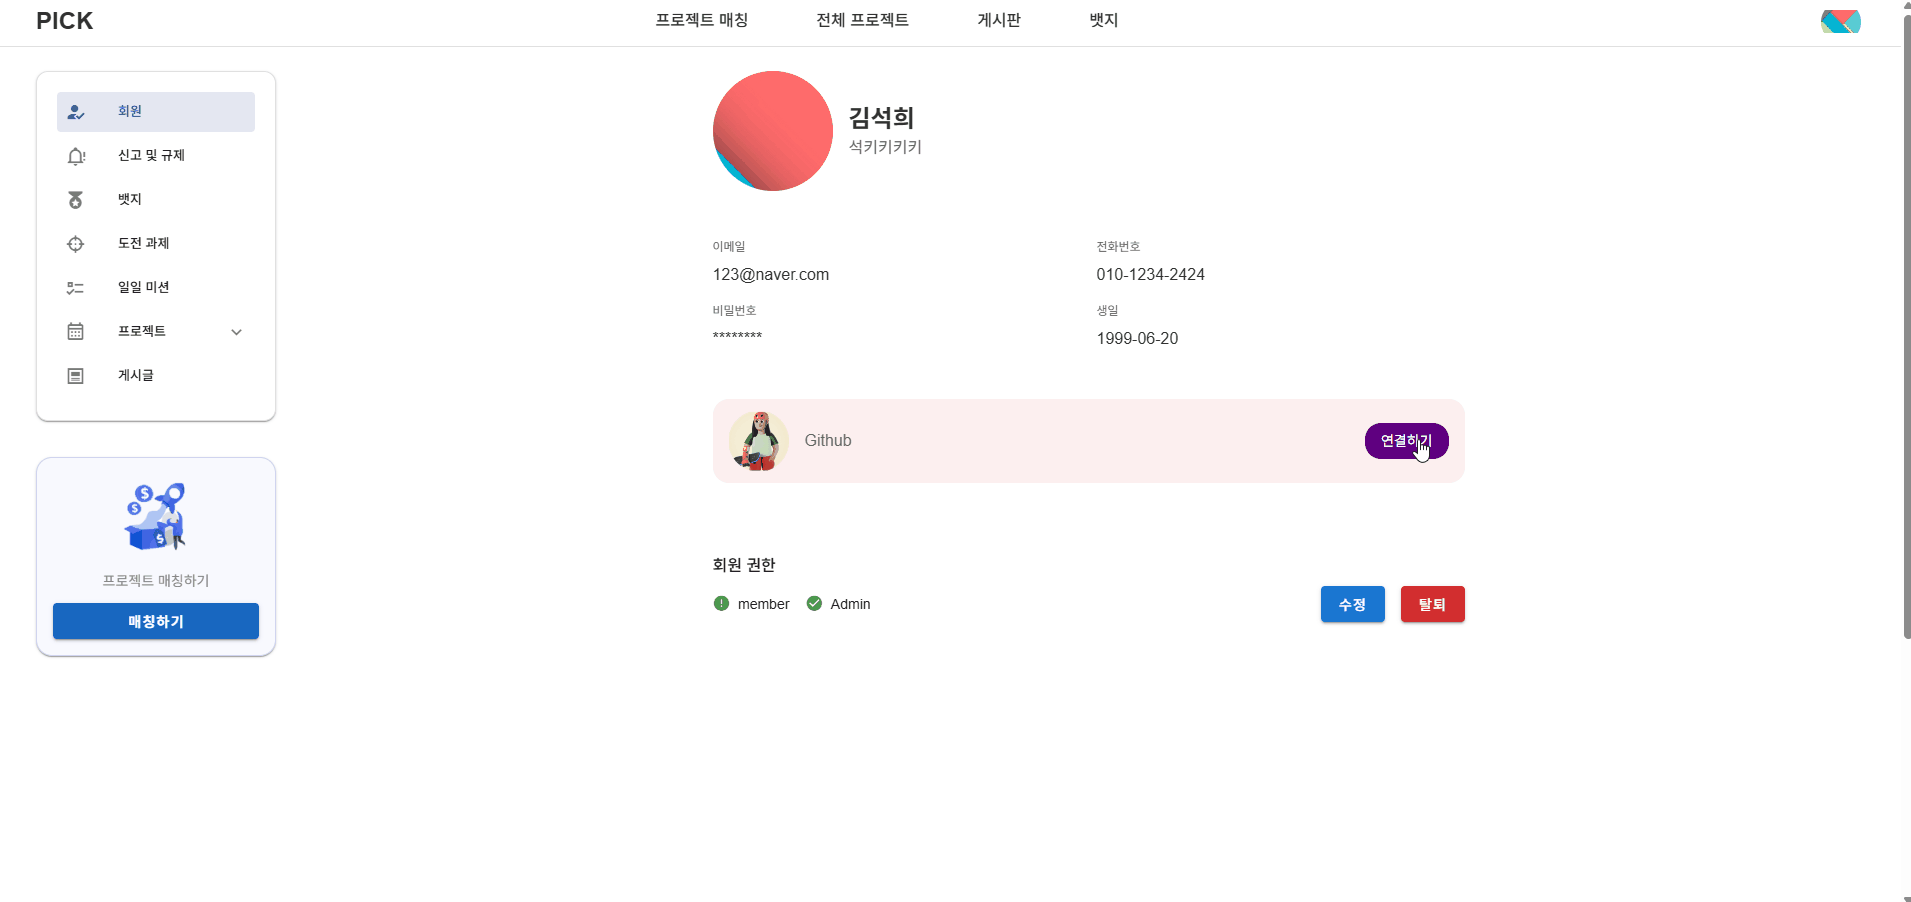 PICK
프로젝트 매칭
전체 프로젝트
게시판
뱃지
회원
신고 및 규제
뱃지
도전 과제
일일 미션
프로젝트
게시글
프로젝트 매칭하기
매칭하기
김석희
석키키키키
이메일
전화번호
123@naver.com
010-1234-2424
비밀번호
생일
********
1999-06-20
Github
연결하기
회원 권한
member
Admin
수정
탈퇴